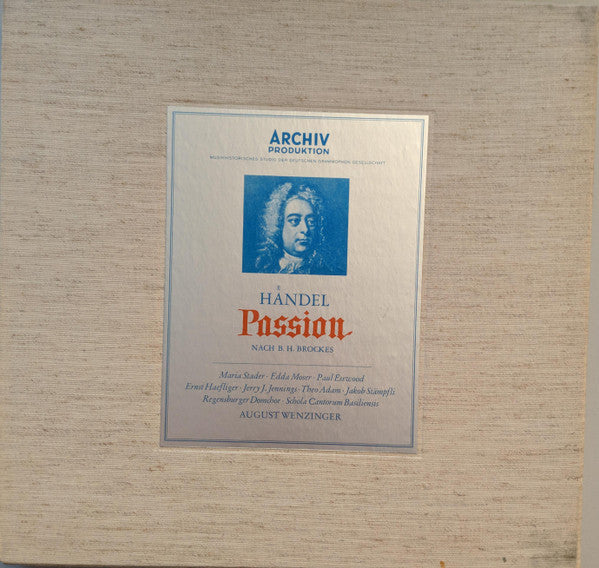 ARCHIV
PRODUKTION
MUSIKHISTORISCHES STUDIO DER DEUTSCHEN GRAMMOPHON GESELLSCHAFT
HÄNDEL
Passion
NACH B. H. BROCKES
Maria Stader · Edda Moser · Paul Esswood
Ernst Haefliger · Jerry J. Jennings · Theo Adam · Jakob Stämpfli
Regensburger Domchor · Schola Cantorum Basiliensis
AUGUST WENZINGER